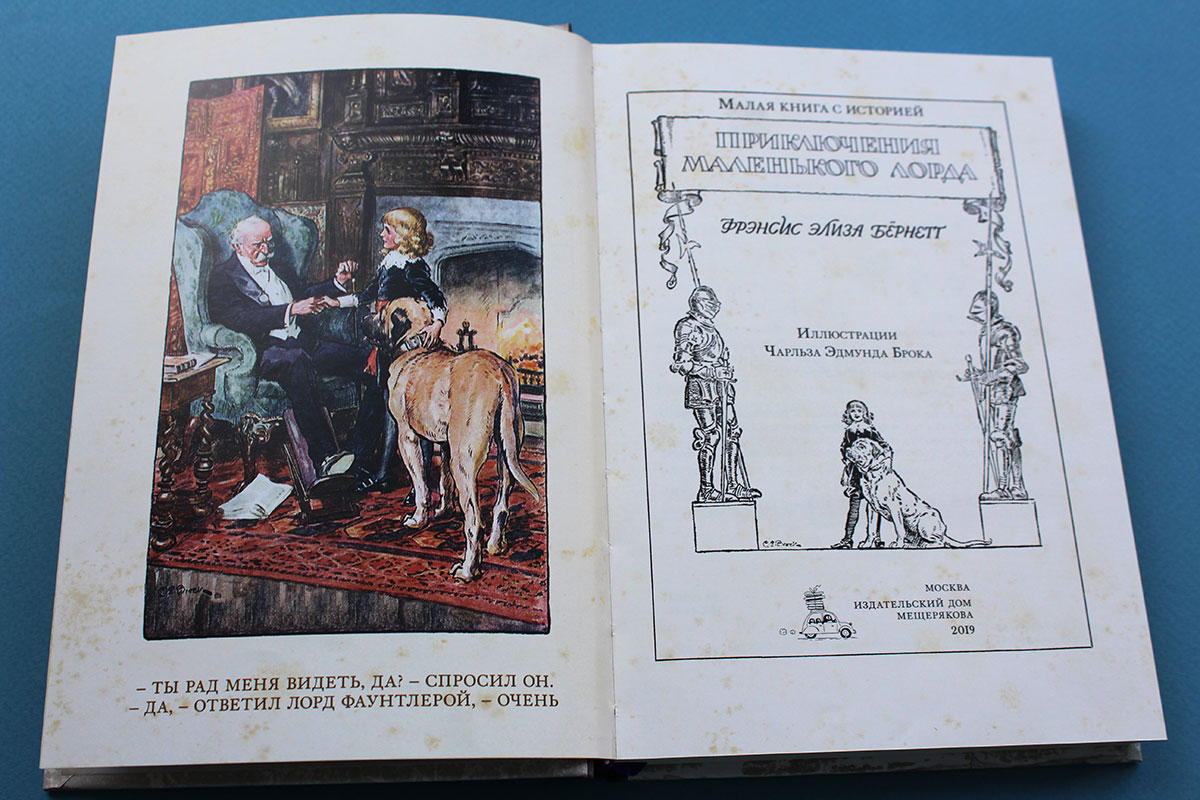 – ТЫ РАД МЕНЯ ВИДЕТЬ, ДА? – СПРОСИЛ ОН.
– ДА, – ОТВЕТИЛ ЛОРД ФАУНТЛЕРОЙ, – ОЧЕНЬ
МАЛАЯ КНИГА С ИСТОРИЕЙ
ПРИКЛЮЧЕНИЯ
МАЛЕНЬКОГО ЛОРДА
ФРЭНСИС ЭЛИЗА БЁРНЕТТ
ИЛЛЮСТРАЦИИ
ЧАРЛЬЗА ЭДМУНДА БРОКА
МОСКВА
ИЗДАТЕЛЬСКИЙ ДОМ
МЕЩЕРЯКОВА
2019